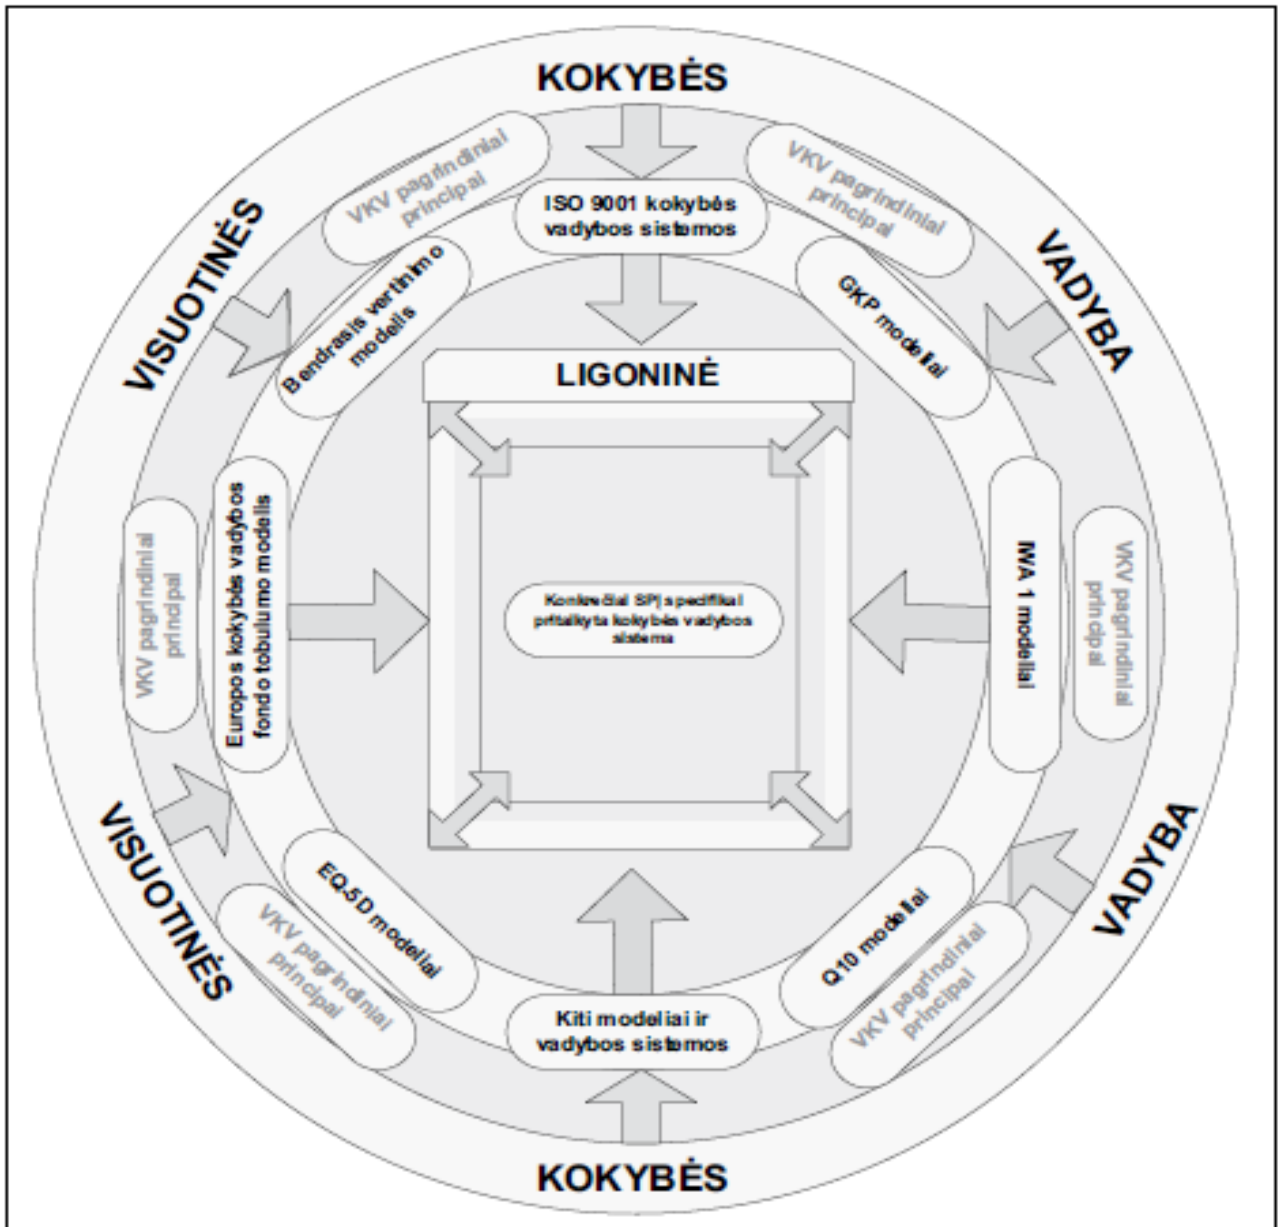 KOKYBĖS
VISUOTINĖS
VADYBA
VKV pagrindiniai
principai
VKV pagrindiniai
principai
ISO 9001 kokybės
vadybos sistemos
Bendrasis vertinimo
modelis
GKP modeliai
LIGONINĖ
VKV pagrindiniai
principai
Europos kokybės vadybos
fondo tobulumo modelis
Konkrečiai SPĮ specifikai
pritaikyta kokybės vadybos
sistema
IWA 1 modeliai
VKV pagrindiniai
principai
VISUOTINĖS
VADYBA
EQ-5D modeliai
VKV pagrindiniai
principai
Q10 modeliai
VKV pagrindiniai
principai
Kiti modeliai ir
vadybos sistemos
KOKYBĖS